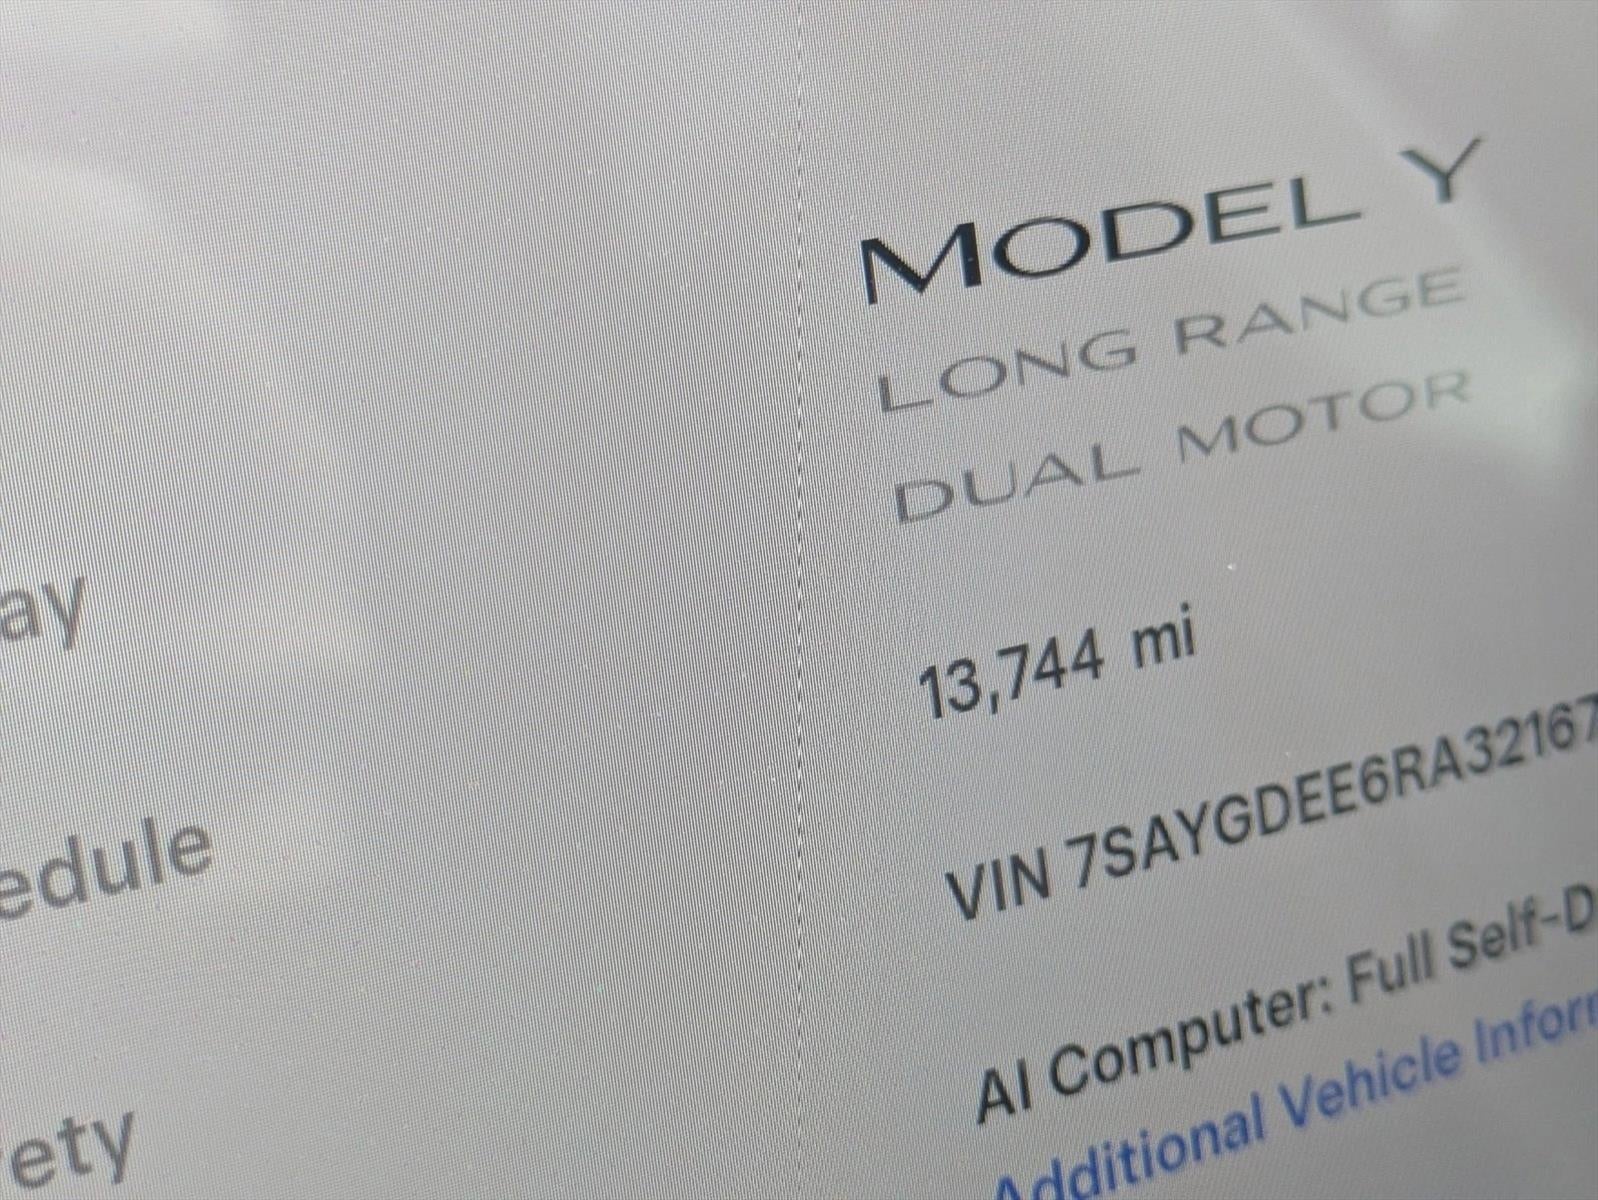 MODEL Y
LONG RANGE
DUAL MOTOR
ay
13,744 mi
edule
VIN 7SAYGDEE6RA32167
AI Computer: Full Self-D
ety
Additional Vehicle Inforr